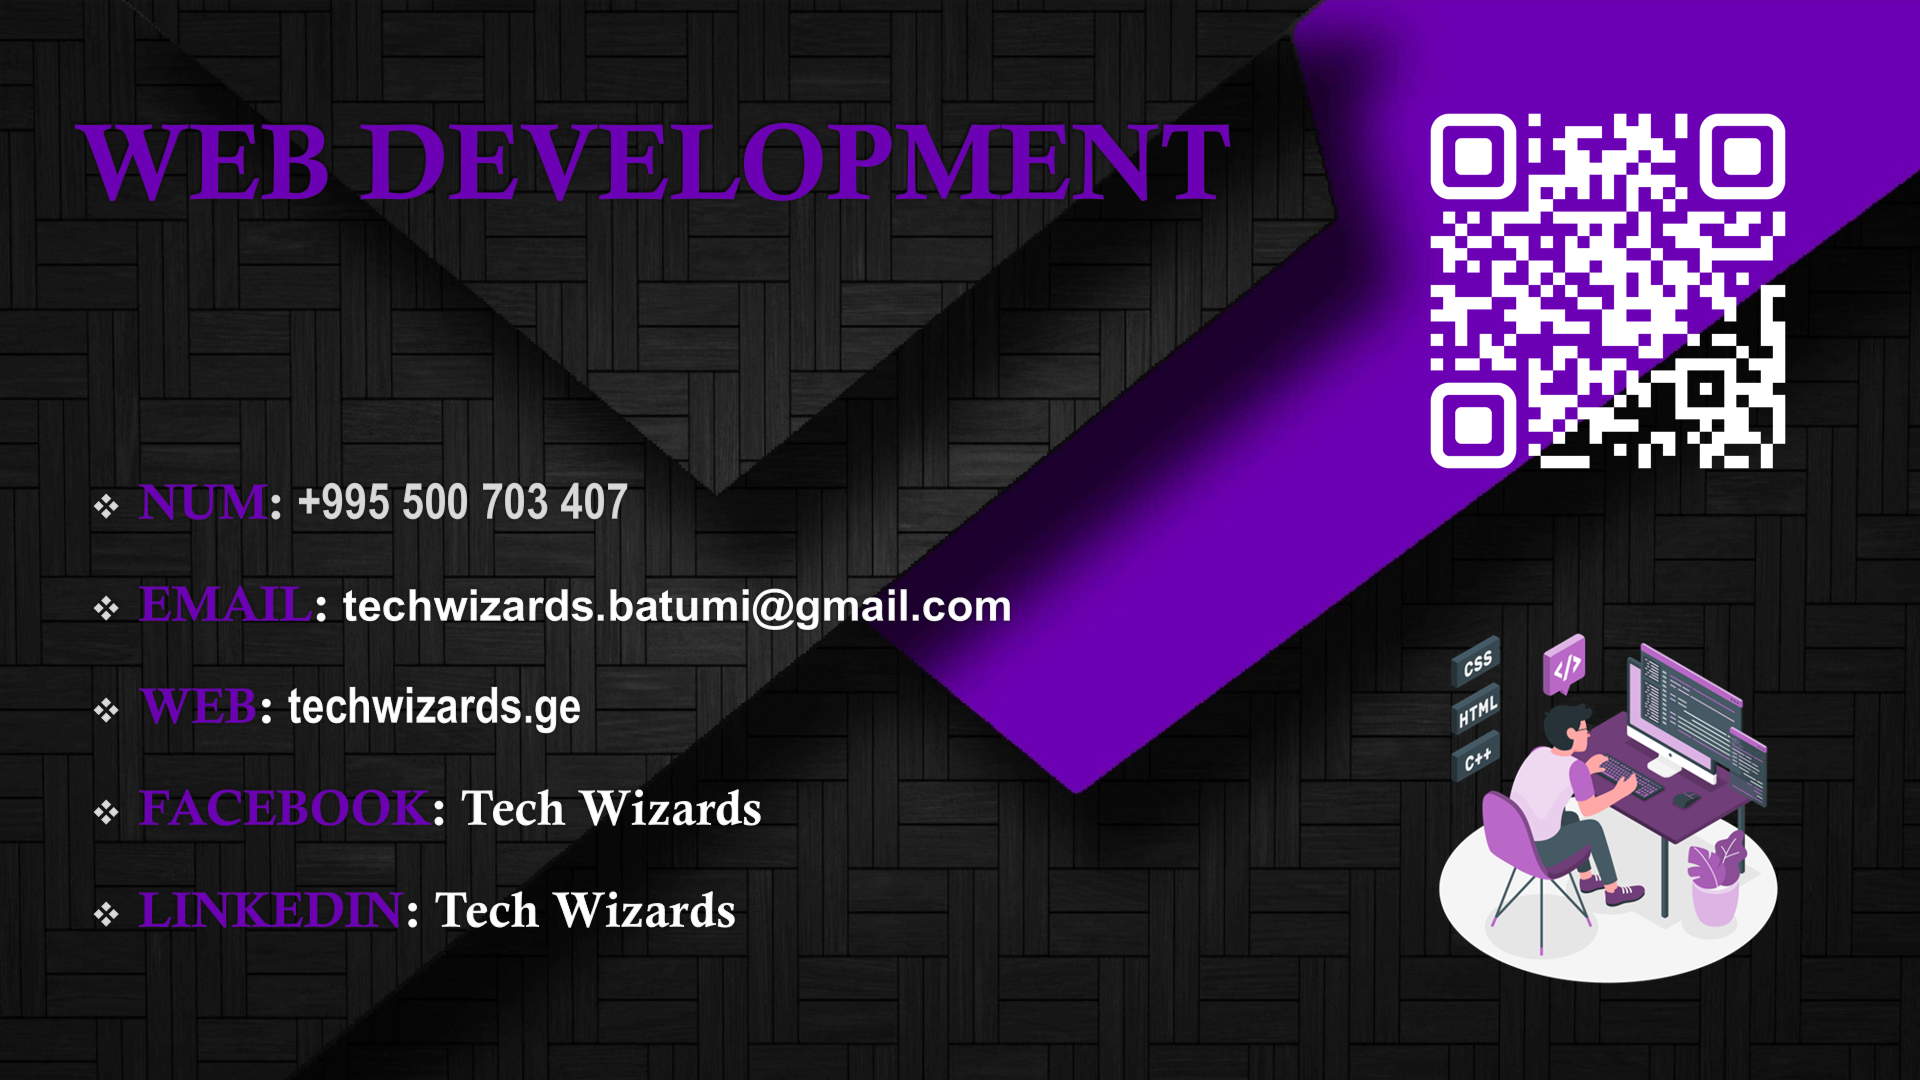 WEB DEVELOPMENT
❖ NUM: +995 500 703 407
❖ EMAIL: techwizards.batumi@gmail.com
❖ WEB: techwizards.ge
❖ FACEBOOK: Tech Wizards
❖ LINKEDIN: Tech Wizards
CSS
</>
HTML
C++